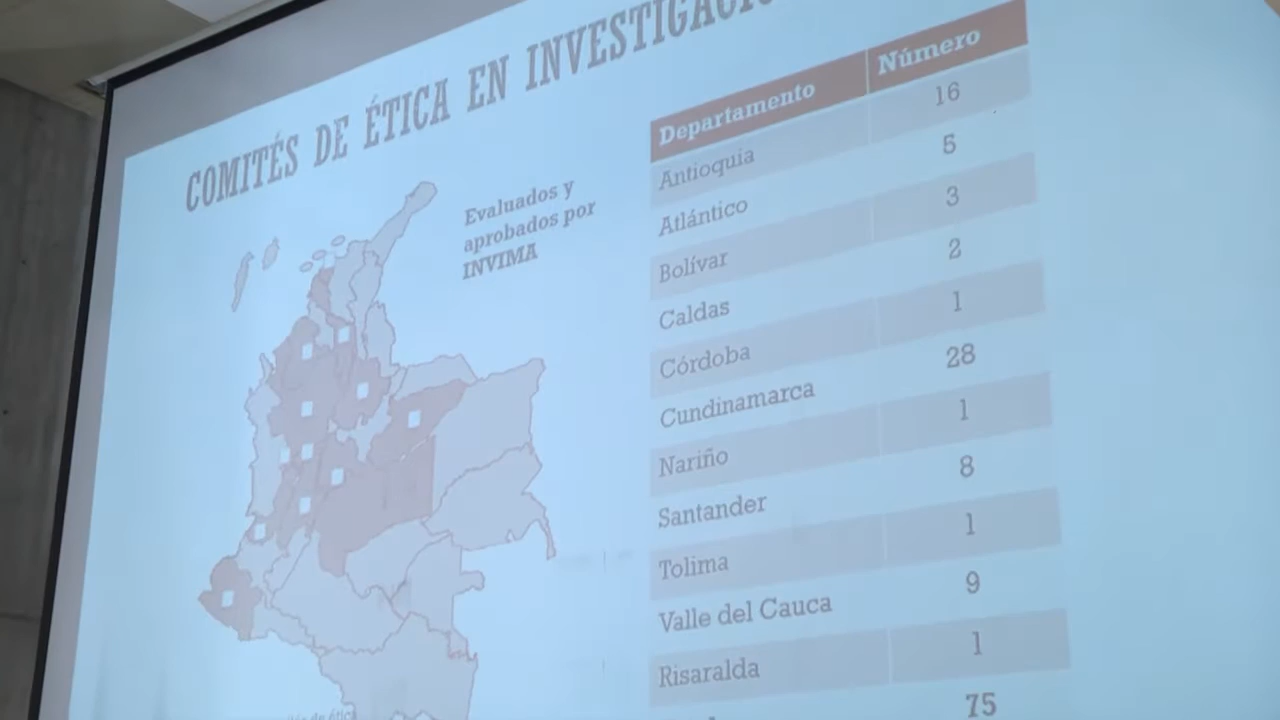 COMITÉS DE ÉTICA EN
Evaluados y
aprobados por
INVIMA
Departamento Número
Antioquia 16
Atlántico 5
Bolívar 3
Caldas 2
Córdoba 1
Cundinamarca 28
Nariño 1
Santander 8
Tolima 1
Valle del Cauca 9
Risaralda 1
75